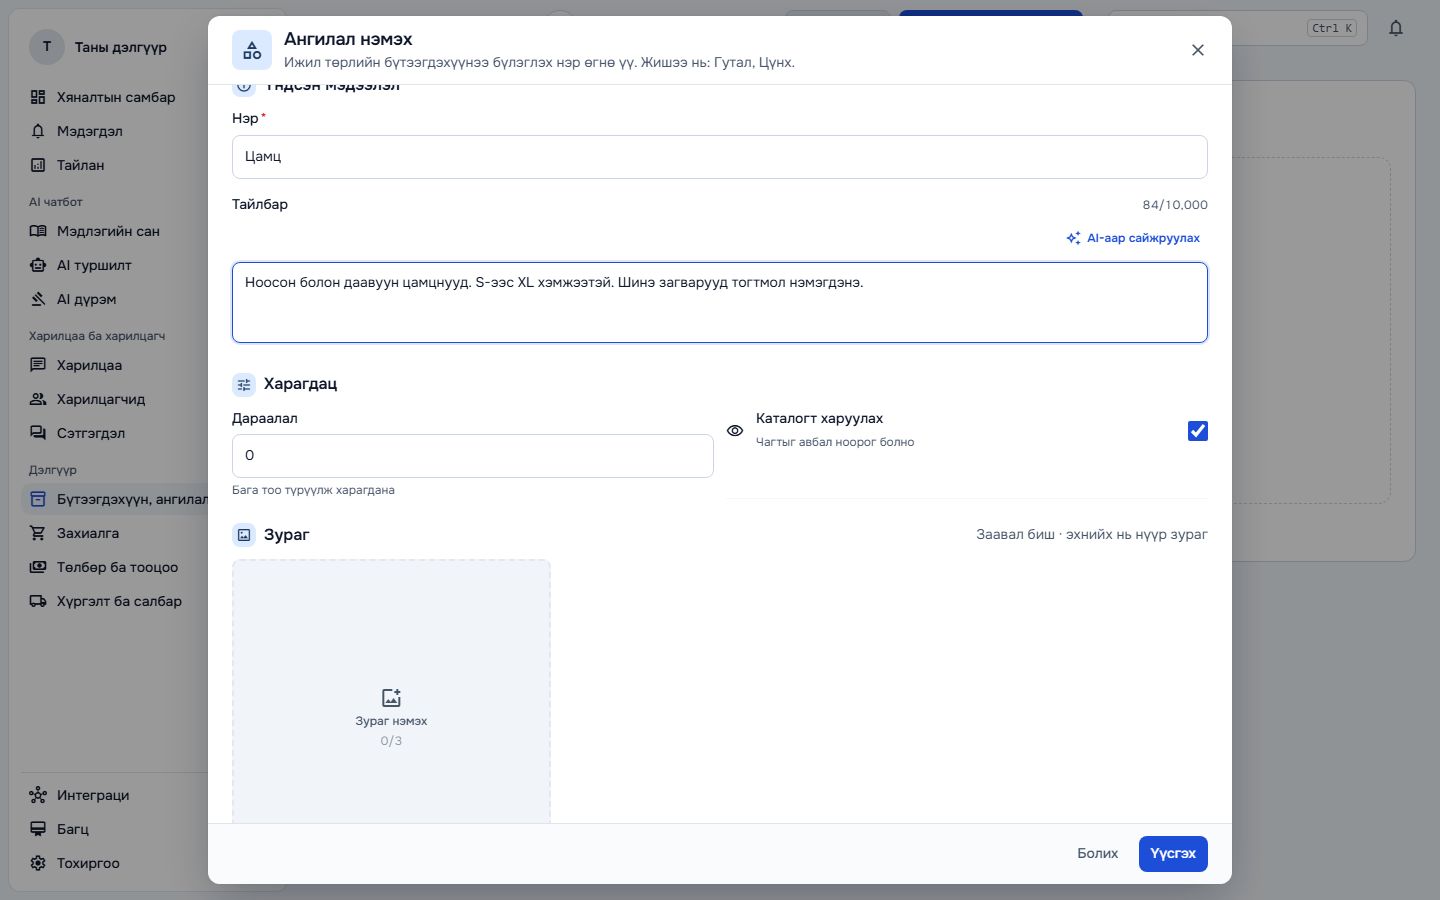 Т
Таны дэлгүүр
Хяналтын самбар
Мэдэгдэл
Тайлан
AI чатбот
Мэдлэгийн сан
AI туршилт
AI дүрэм
Харилцаа ба харилцагч
Харилцаа
Харилцагчид
Сэтгэгдэл
Дэлгүүр
Бүтээгдэхүүн, ангилал
Захиалга
Төлбөр ба тооцоо
Хүргэлт ба салбар
Интеграци
Багц
Тохиргоо
Ctrl K
Ангилал нэмэх
Ижил төрлийн бүтээгдэхүүнээ бүлэглэх нэр өгнө үү. Жишээ нь: Гутал, Цүнх.
Үндсэн мэдээлэл
Нэр*
Цамц
Тайлбар
84/10,000
AI-аар сайжруулах
Ноосон болон даавуун цамцнууд. S-ээс XL хэмжээтэй. Шинэ загварууд тогтмол нэмэгдэнэ.
Харагдац
Дараалал
0
Бага тоо түрүүлж харагдана
Каталогт харуулах
Чагтыг авбал ноорог болно
Зураг
Заавал биш · эхнийх нь нүүр зураг
Зураг нэмэх
0/3
Болих
Үүсгэх